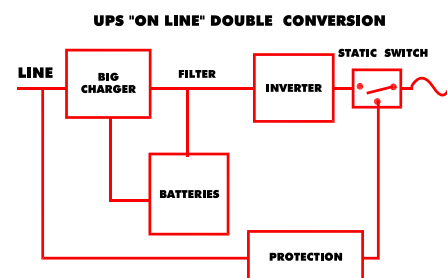 UPS "ON LINE" DOUBLE CONVERSION
STATIC SWITCH
LINE
BIG
CHARGER
FILTER
INVERTER
BATTERIES
PROTECTION